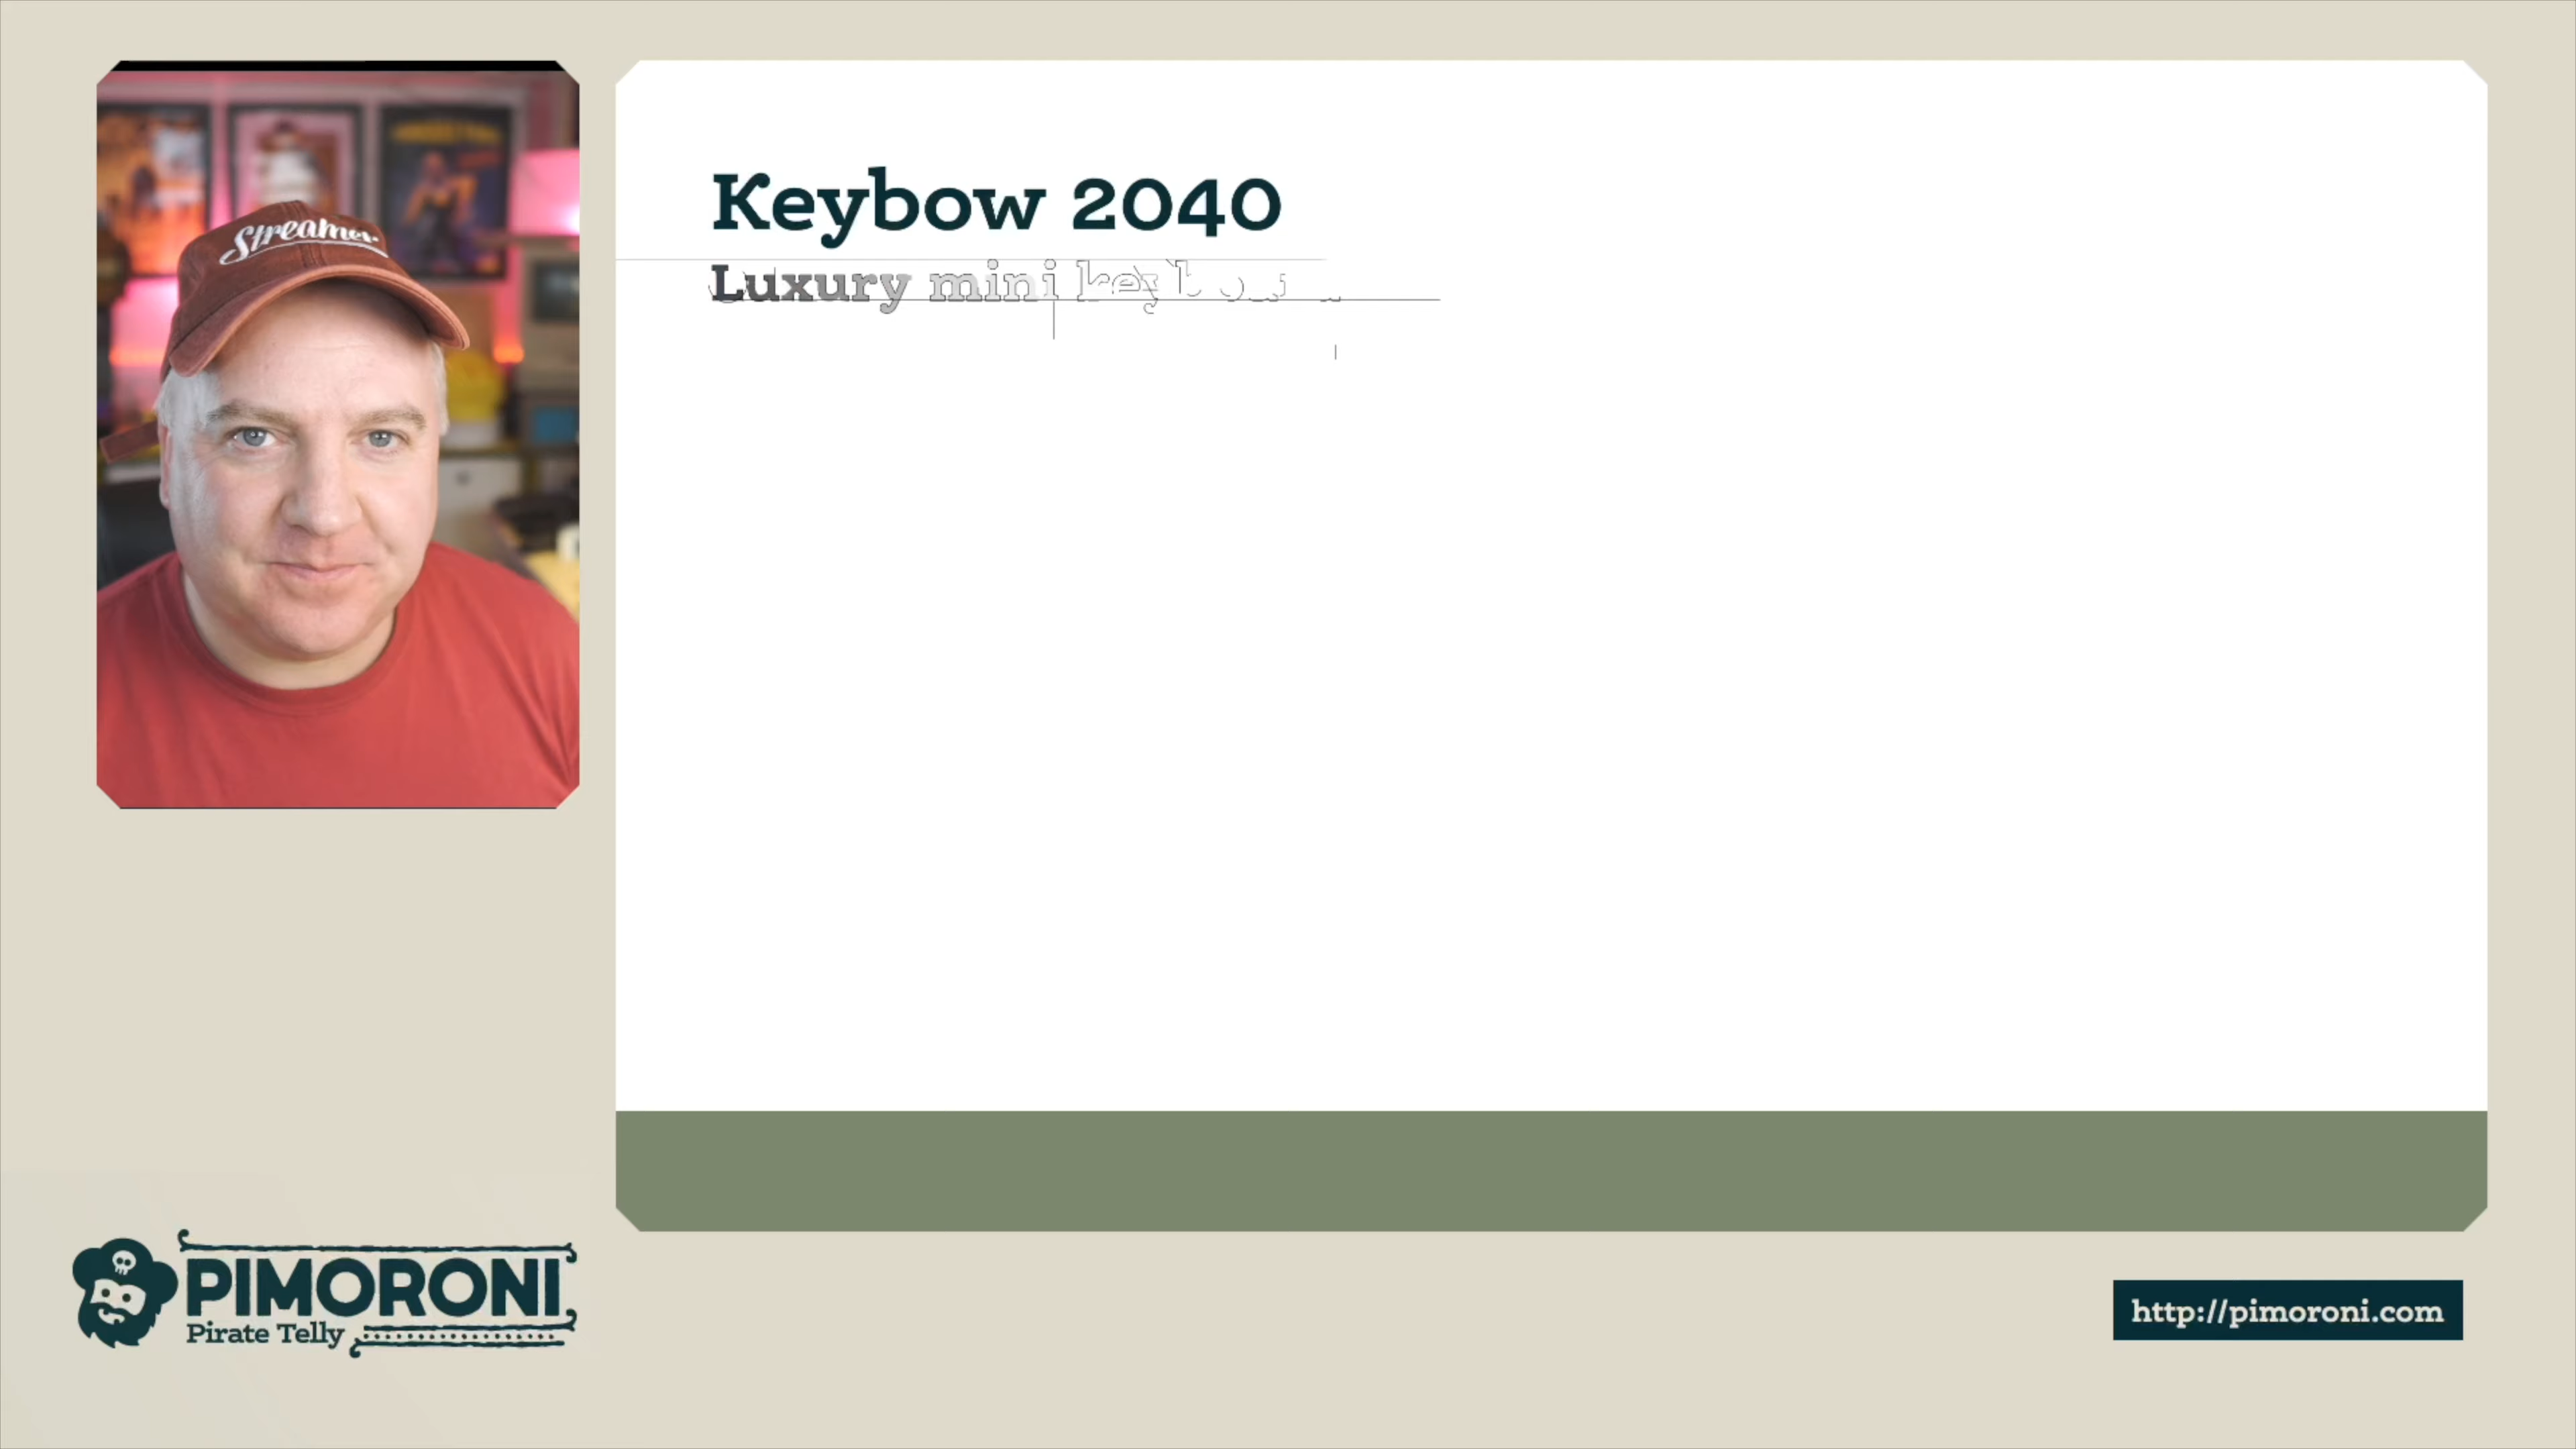 Streamer
Keybow 2040
Luxury mini
PIMORONI
Pirate Telly
http://pimoroni.com